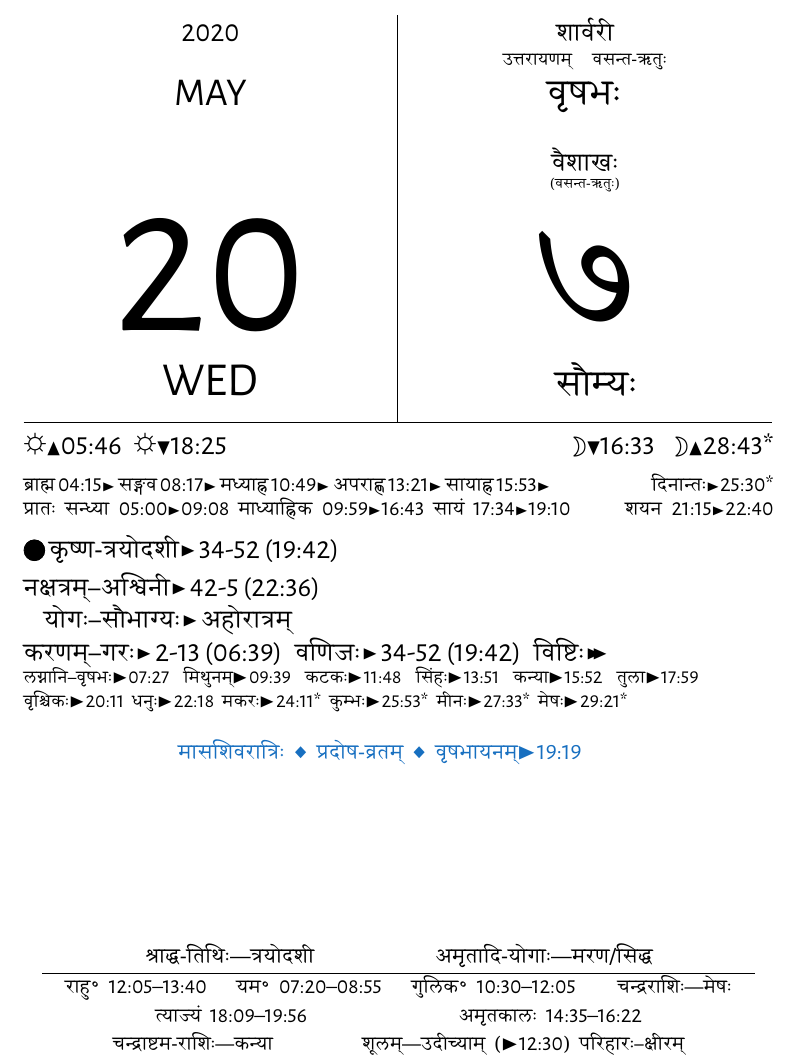 2020
MAY
20
WED
शार्वरी
उत्तरायणम् वसन्त-ऋतुः
वृषभः
वैशाखः
(वसन्त-ऋतुः)
७
सौम्यः
☼▲05:46 ☼▼18:25 ☽▼16:33 ☽▲28:43*
ब्राह्म 04:15► सङ्गव 08:17► मध्याह्न 10:49► अपराह्ण 13:21► सायाह्न 15:53► दिनान्तः►25:30*
प्रातः सन्ध्या 05:00►09:08 माध्याह्निक 09:59►16:43 सायं 17:34►19:10 शयन 21:15►22:40
●कृष्ण-त्रयोदशी►34-52 (19:42)
नक्षत्रम्–अश्विनी►42-5 (22:36)
योगः–सौभाग्यः►अहोरात्रम्
करणम्–गरः►2-13 (06:39) वणिजः►34-52 (19:42) विष्टिः►►
लग्नानि–वृषभः►07:27 मिथुनम्►09:39 कटकः►11:48 सिंहः►13:51 कन्या►15:52 तुला►17:59
वृश्चिकः►20:11 धनुः►22:18 मकरः►24:11* कुम्भः►25:53* मीनः►27:33* मेषः►29:21*
मासशिवरात्रिः ◆ प्रदोष-व्रतम् ◆ वृषभायनम्►19:19
श्राद्ध-तिथिः—त्रयोदशी अमृतादि-योगाः—मरण/सिद्ध
राहु॰ 12:05–13:40 यम॰ 07:20–08:55 गुलिक॰ 10:30–12:05 चन्द्रराशिः—मेषः
त्याज्यं 18:09–19:56 अमृतकालः 14:35–16:22
चन्द्राष्टम-राशिः—कन्या शूलम्—उदीच्याम् (►12:30) परिहारः–क्षीरम्